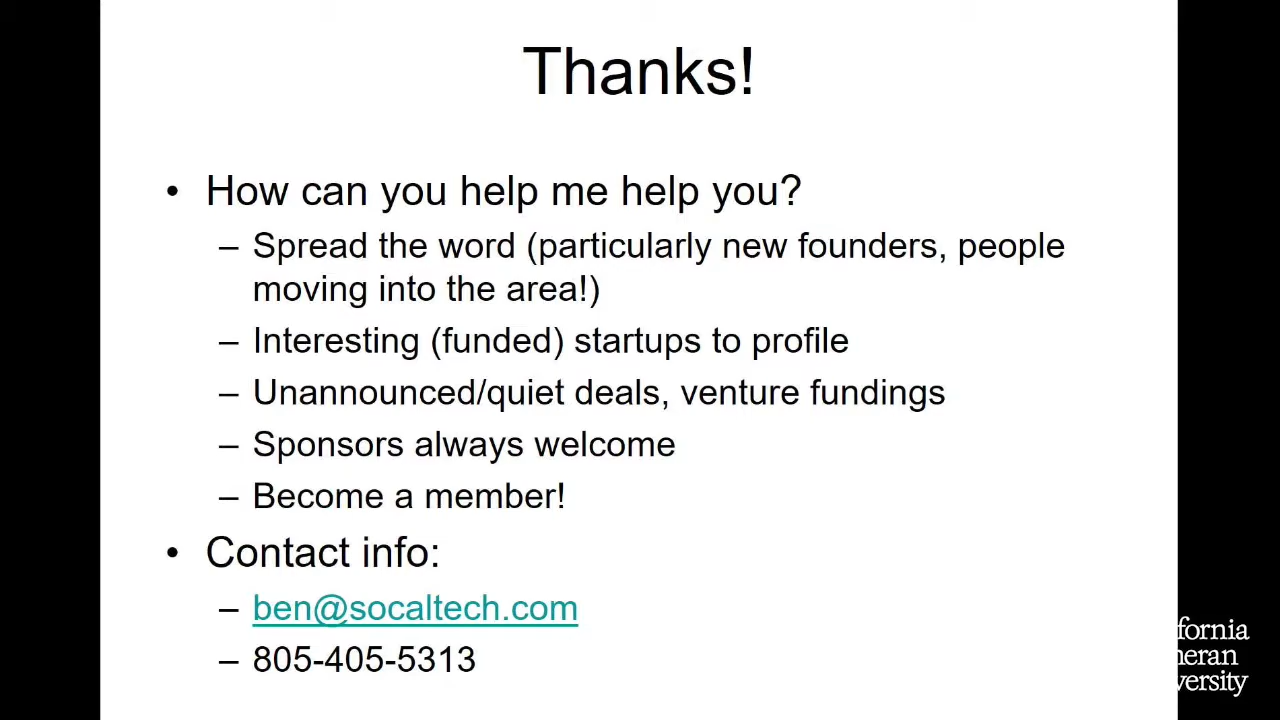 Thanks!
• How can you help me help you?
– Spread the word (particularly new founders, people
moving into the area!)
– Interesting (funded) startups to profile
– Unannounced/quiet deals, venture fundings
– Sponsors always welcome
– Become a member!
• Contact info:
– ben@socaltech.com
– 805-405-5313
fornia
heran
versity